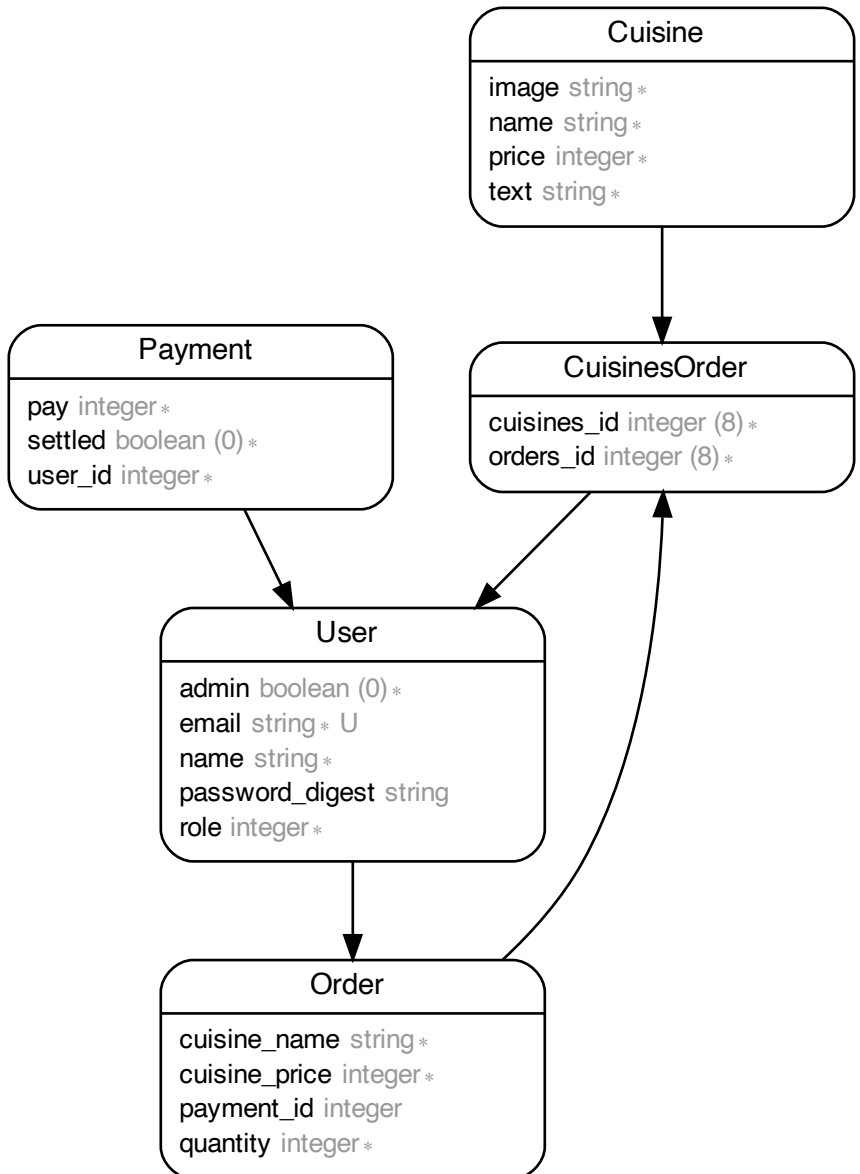 Cuisine
image string *
name string *
price integer *
text string *
Payment
pay integer *
settled boolean (0) *
user_id integer *
CuisinesOrder
cuisines_id integer (8) *
orders_id integer (8) *
User
admin boolean (0) *
email string * U
name string *
password_digest string
role integer *
Order
cuisine_name string *
cuisine_price integer *
payment_id integer
quantity integer *